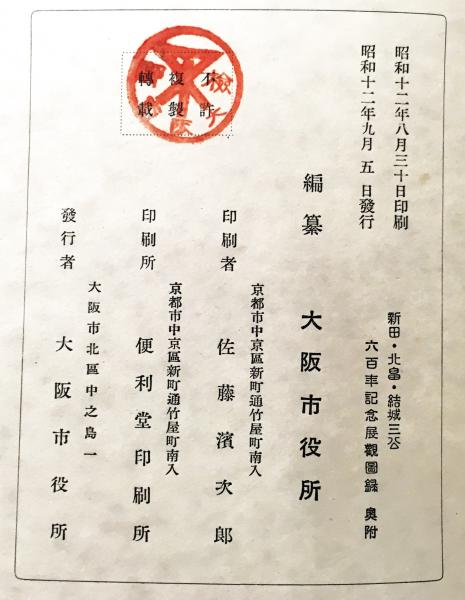 昭和十二年八月三十日印刷
昭和十二年九月五日發行
新田・北畠・結城三公
六百年記念展觀圖錄 奥附
編纂 大阪市役所
京都市中京區新町通竹屋町南入
印刷者 佐藤濱次郎
京都市中京區新町通竹屋町南入
印刷所 便利堂印刷所
大阪市北區中之島一
發行者 大阪市役所
不許
複製
轉載